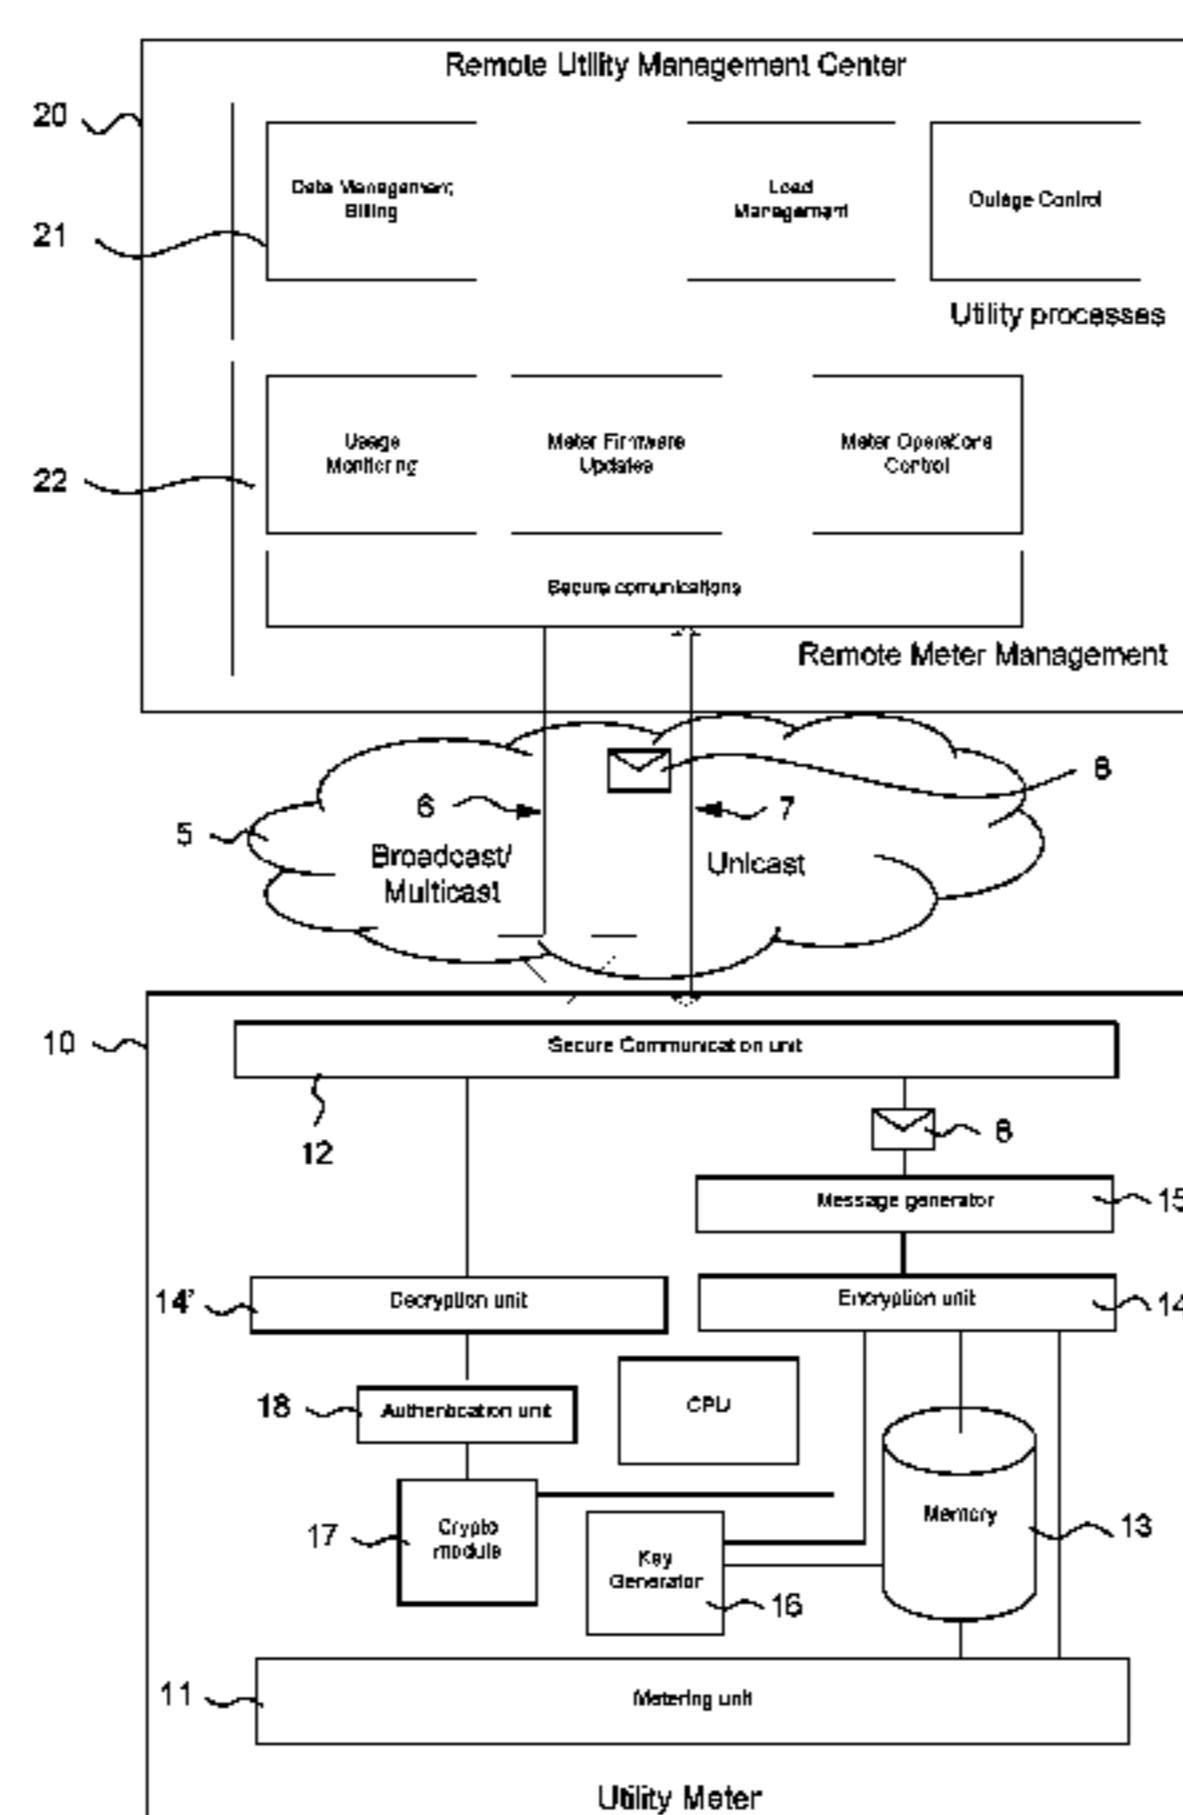 Remote Utility Management Center
20
Data Management,
Billing
Load
Management
Outage Control
21
Utility processes
Usage
Monitoring
Meter Firmware
Updates
Meter Operations
Control
22
Secure comunications
Remote Meter Management
8
6
7
5
Broadcast/
Multicast
Unicast
10
Secure Communication unit
12
8
Message generator
15
14'
Decryption unit
Encryption unit
14
18
Authentication unit
CPU
17
Crypto
module
Memory
13
Key
Generator
16
11
Metering unit
Utility Meter